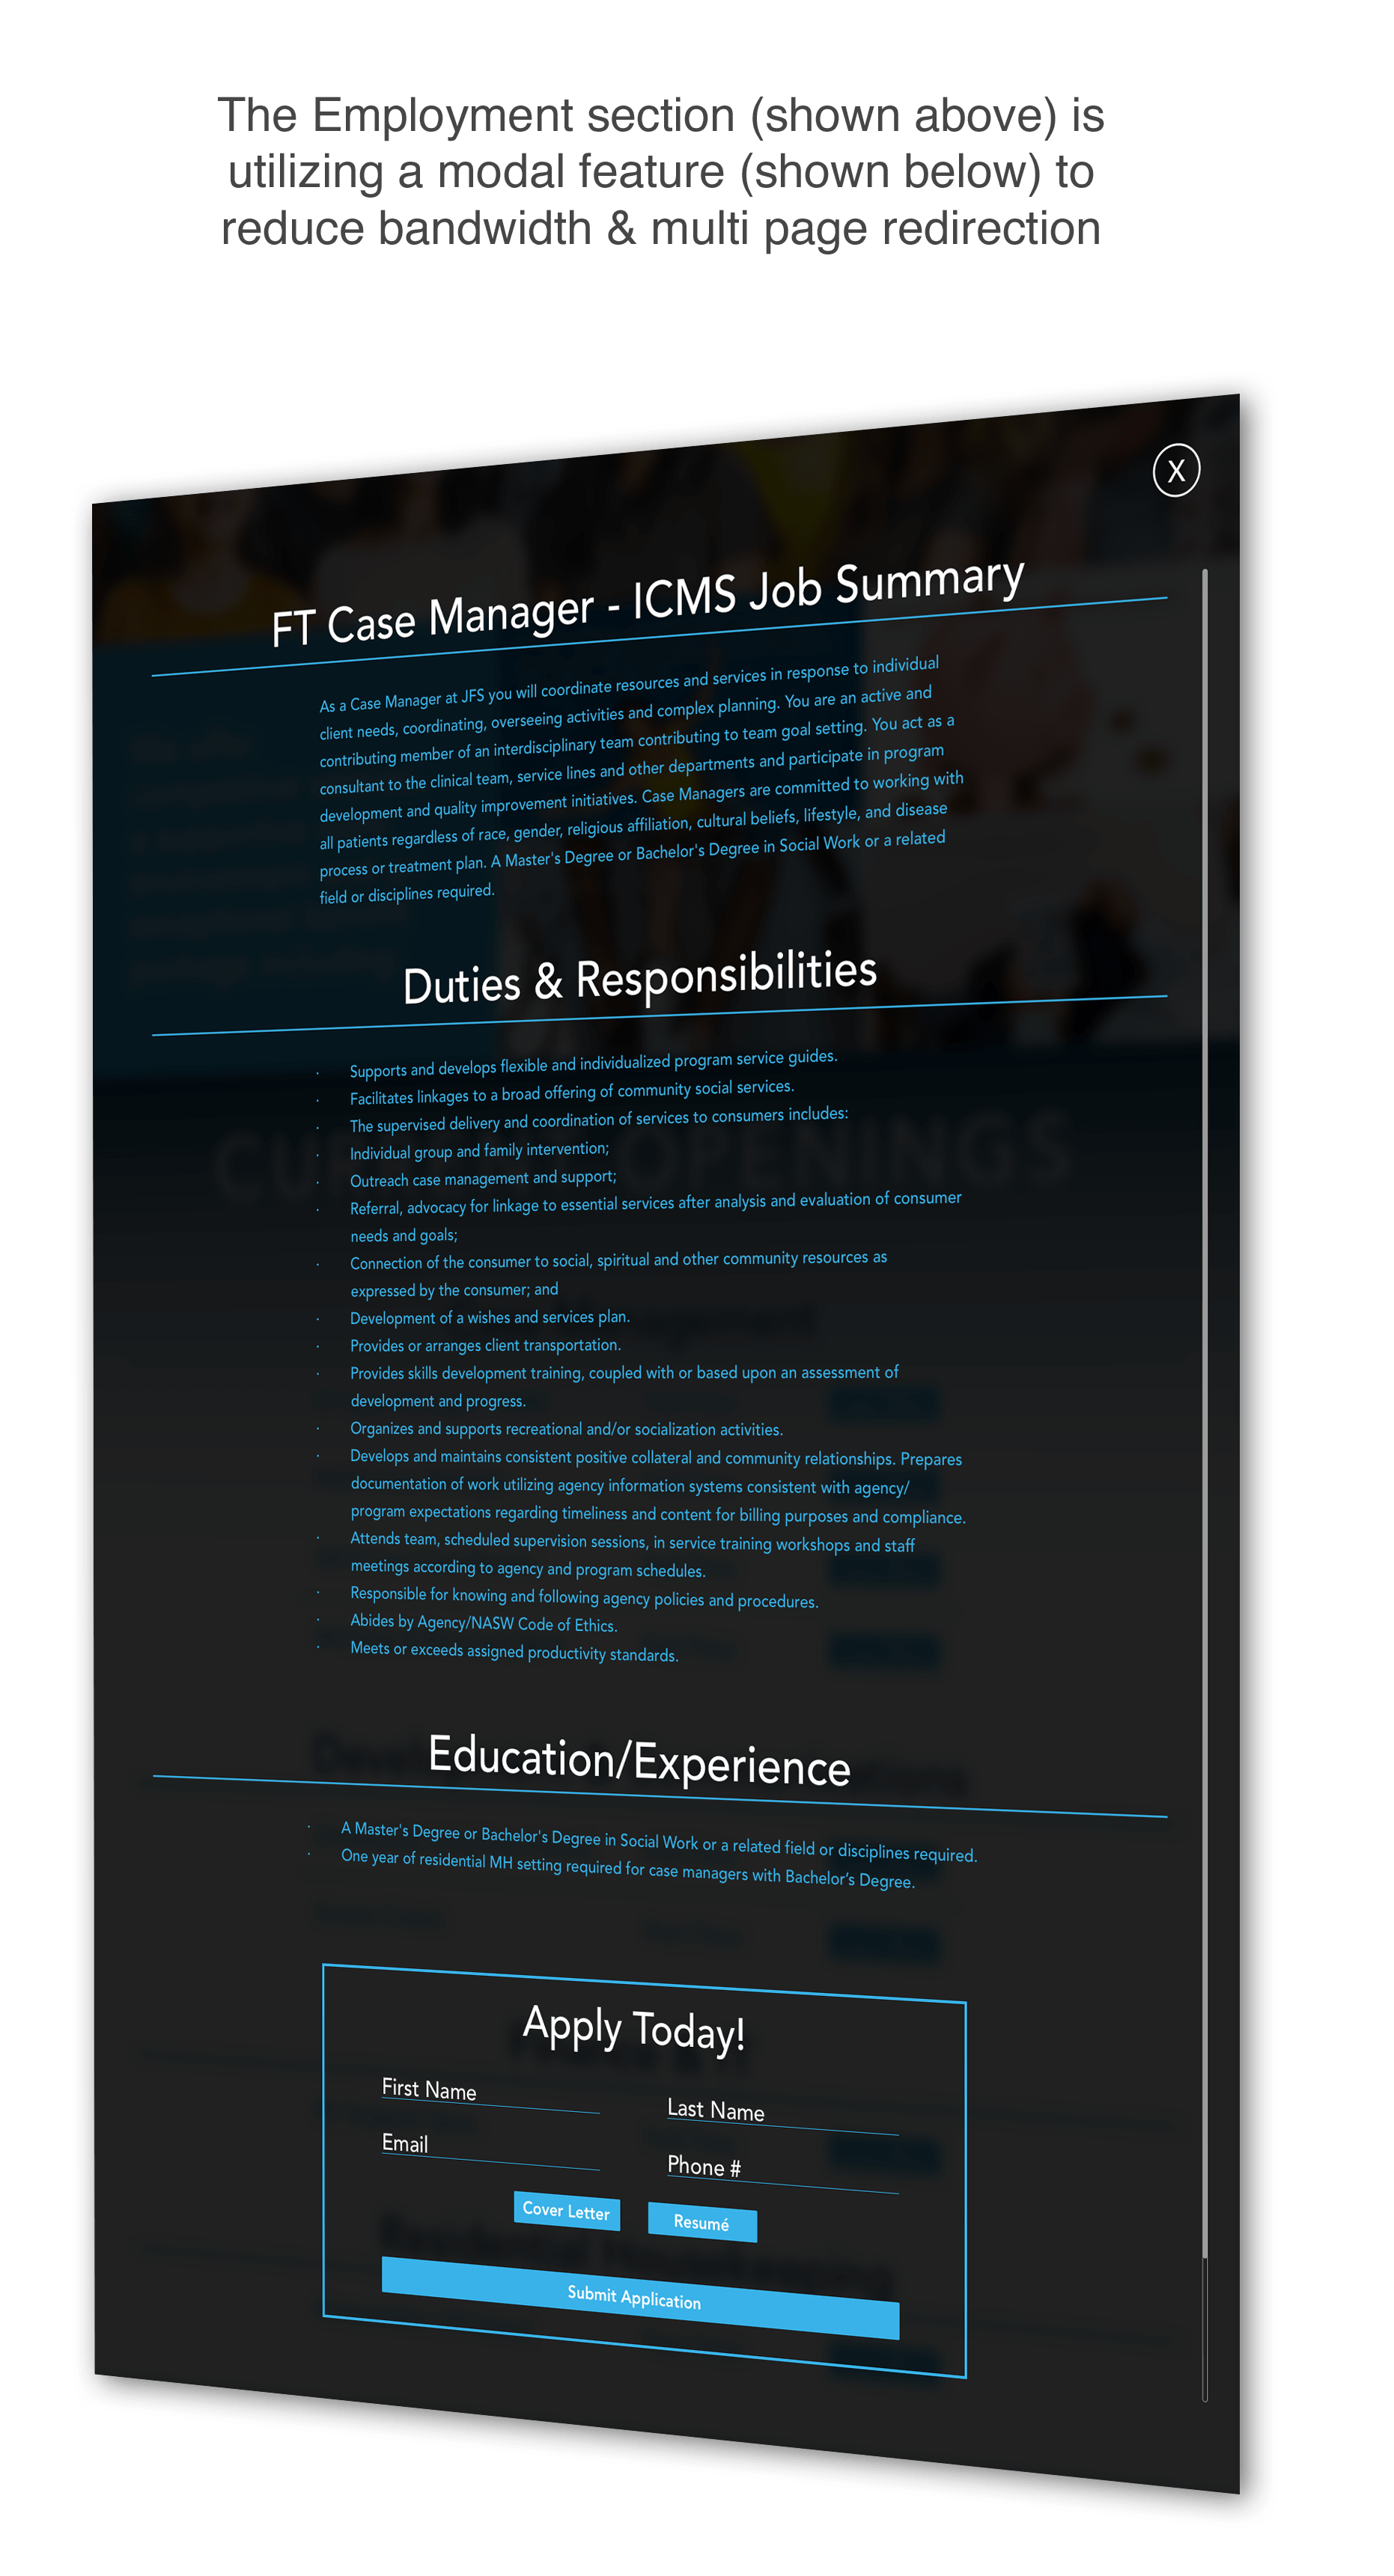 The Employment section (shown above) is
utilizing a modal feature (shown below) to
reduce bandwidth & multi page redirection
X
FT Case Manager - ICMS Job Summary
As a Case Manager at JFS you will coordinate resources and services in response to individual
client needs, coordinating, overseeing activities and complex planning. You are an active and
contributing member of an interdisciplinary team contributing to team goal setting. You act as a
consultant to the clinical team, service lines and other departments and participate in program
development and quality improvement initiatives. Case Managers are committed to working with
all patients regardless of race, gender, religious affiliation, cultural beliefs, lifestyle, and disease
process or treatment plan. A Master's Degree or Bachelor's Degree in Social Work or a related
field or disciplines required.
Duties & Responsibilities
· Supports and develops flexible and individualized program service guides.
· Facilitates linkages to a broad offering of community social services.
· The supervised delivery and coordination of services to consumers includes:
· Individual group and family intervention;
· Outreach case management and support;
· Referral, advocacy for linkage to essential services after analysis and evaluation of consumer
needs and goals;
· Connection of the consumer to social, spiritual and other community resources as
expressed by the consumer; and
· Development of a wishes and services plan.
· Provides or arranges client transportation.
· Provides skills development training, coupled with or based upon an assessment of
development and progress.
· Organizes and supports recreational and/or socialization activities.
· Develops and maintains consistent positive collateral and community relationships. Prepares
documentation of work utilizing agency information systems consistent with agency/
program expectations regarding timeliness and content for billing purposes and compliance.
· Attends team, scheduled supervision sessions, in service training workshops and staff
meetings according to agency and program schedules.
· Responsible for knowing and following agency policies and procedures.
· Abides by Agency/NASW Code of Ethics.
· Meets or exceeds assigned productivity standards.
Education/Experience
· A Master's Degree or Bachelor's Degree in Social Work or a related field or disciplines required.
· One year of residential MH setting required for case managers with Bachelor’s Degree.
Apply Today!
First Name
Last Name
Email
Phone #
Cover Letter
Resumé
Submit Application